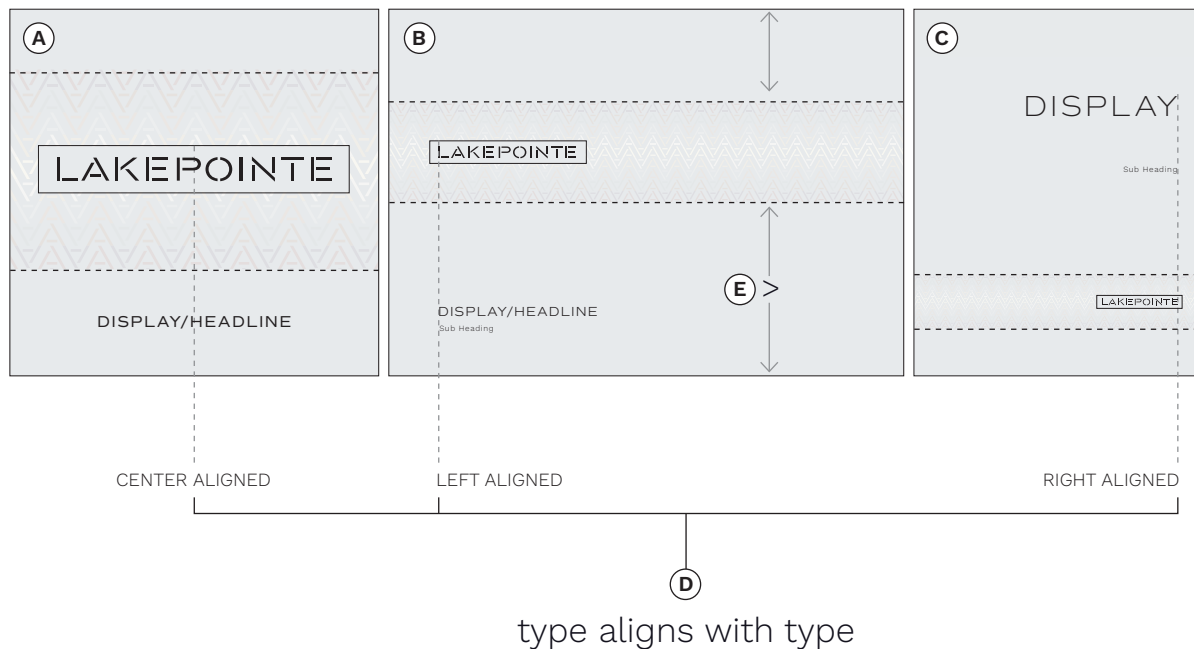 A
LAKEPOINTE
DISPLAY/HEADLINE
B
LAKEPOINTE
DISPLAY/HEADLINE
Sub Heading
E >
C
DISPLAY
Sub Heading
LAKEPOINTE
CENTER ALIGNED
LEFT ALIGNED
RIGHT ALIGNED
D
type aligns with type